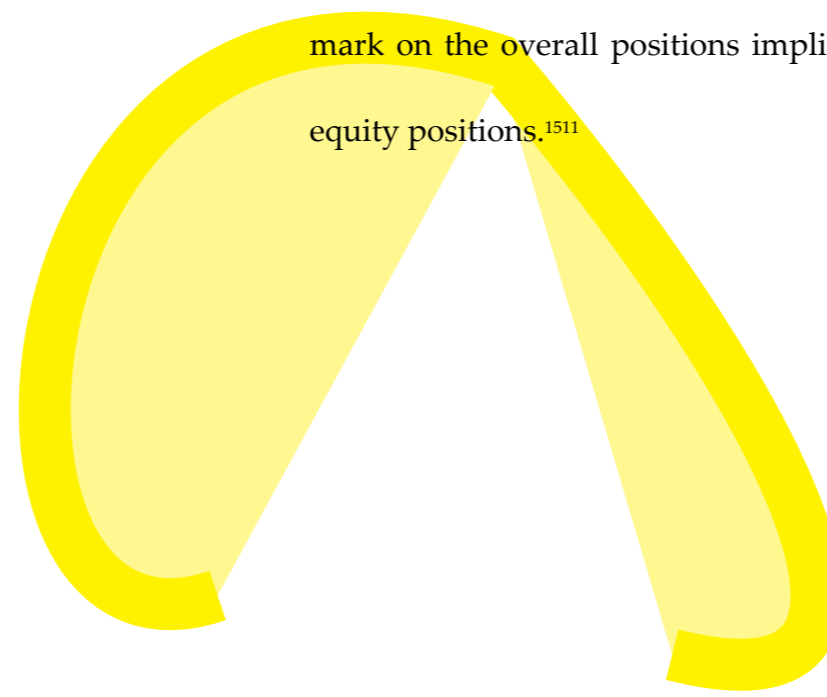 mark on the overall positions impli
equity positions.1511